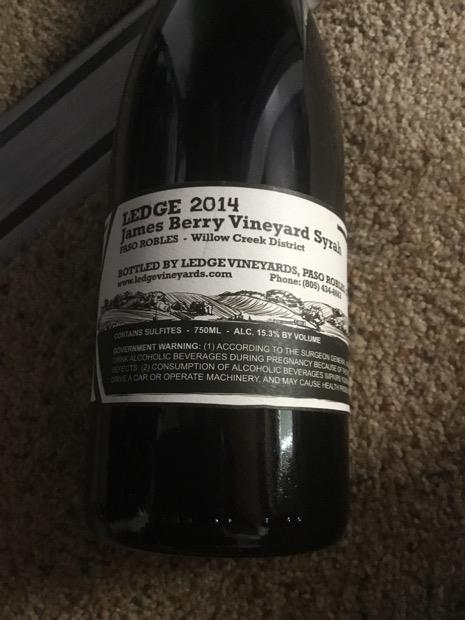 LEDGE 2014
James Berry Vineyard Syrah
PASO ROBLES - Willow Creek District
BOTTLED BY LEDGE VINEYARDS, PASO ROBLES
www.ledgevineyards.com Phone: (805)
CONTAINS SULFITES - 750ML - ALC. 15.3% BY VOLUME
GOVERNMENT WARNING: (1) ACCORDING TO THE SURGEON GENERAL
DRINK ALCOHOLIC BEVERAGES DURING PREGNANCY BECAUSE OF
DEFECTS. (2) CONSUMPTION OF ALCOHOLIC BEVERAGES IMPAIRS
DRIVE A CAR OR OPERATE MACHINERY, AND MAY CAUSE HEALTH